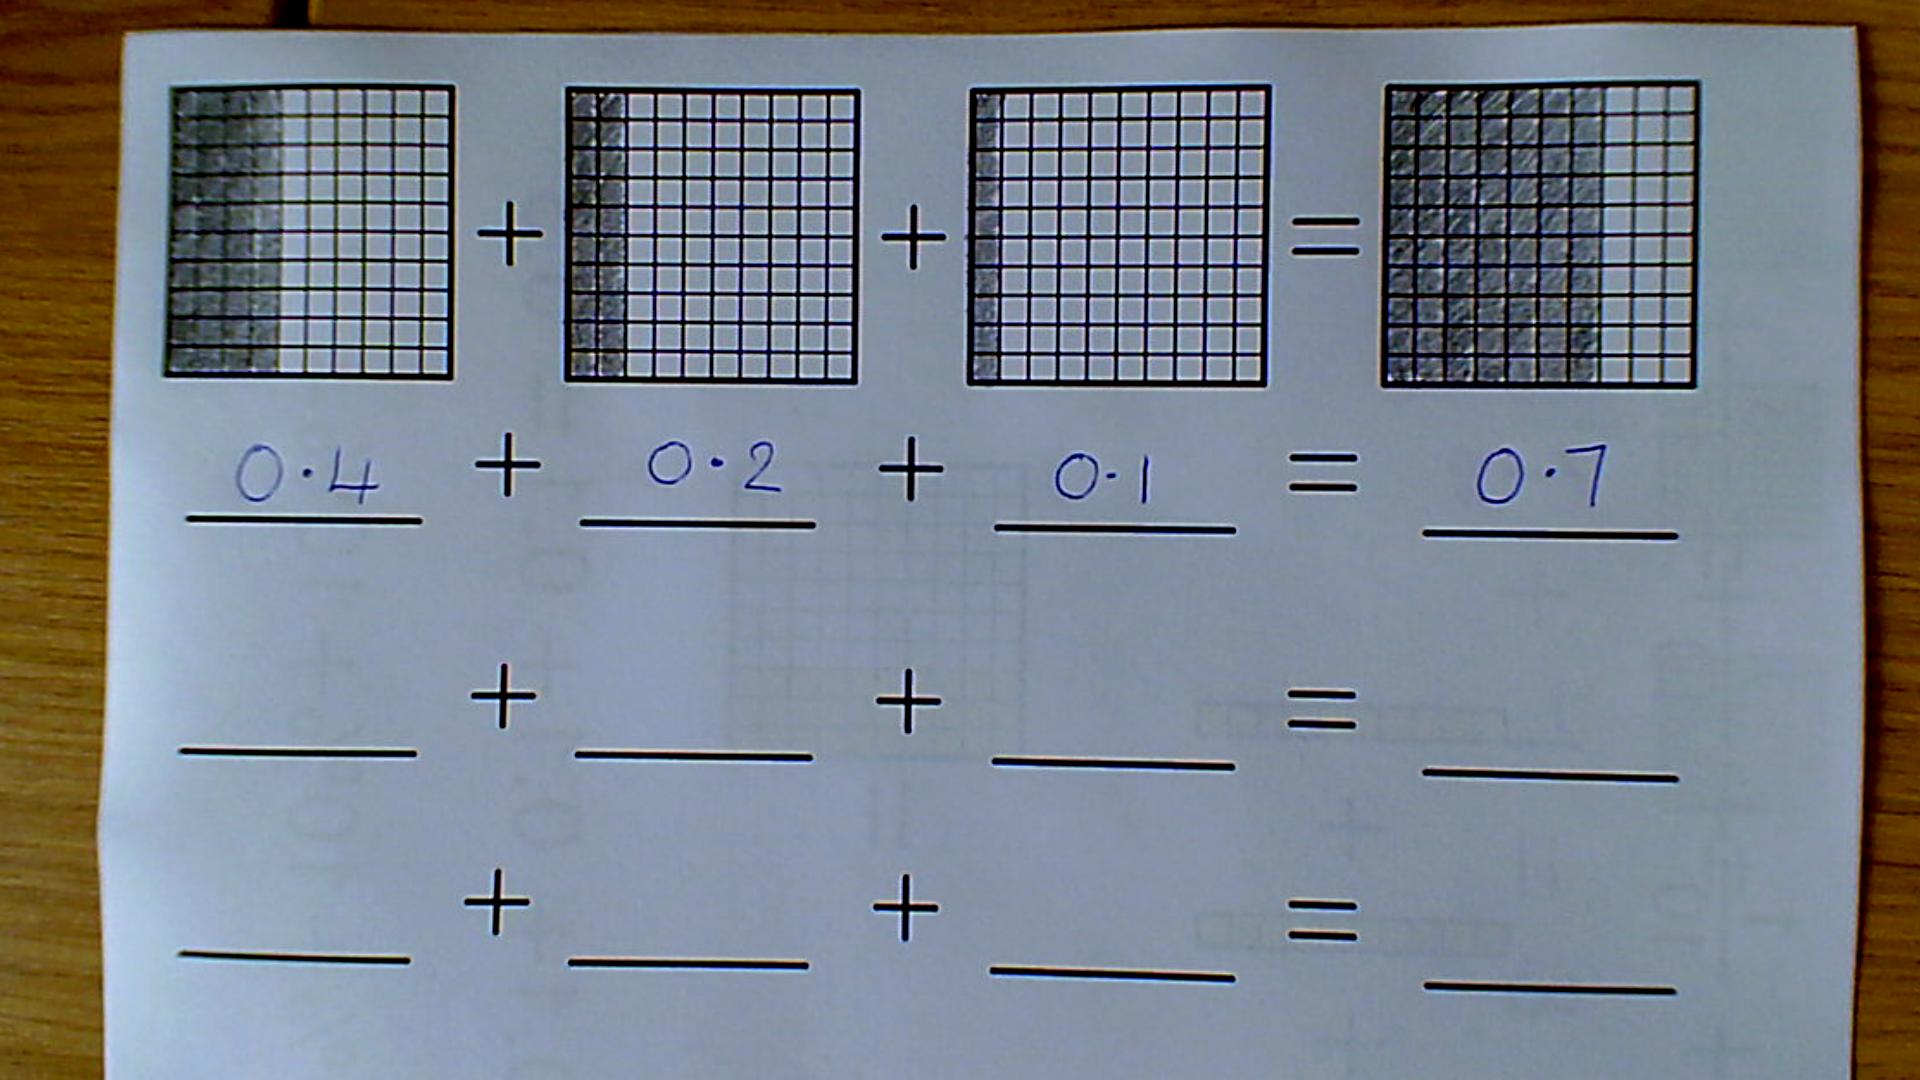 + + =
0.4 + 0.2 + 0.1 = 0.7
+ + =
+ + =